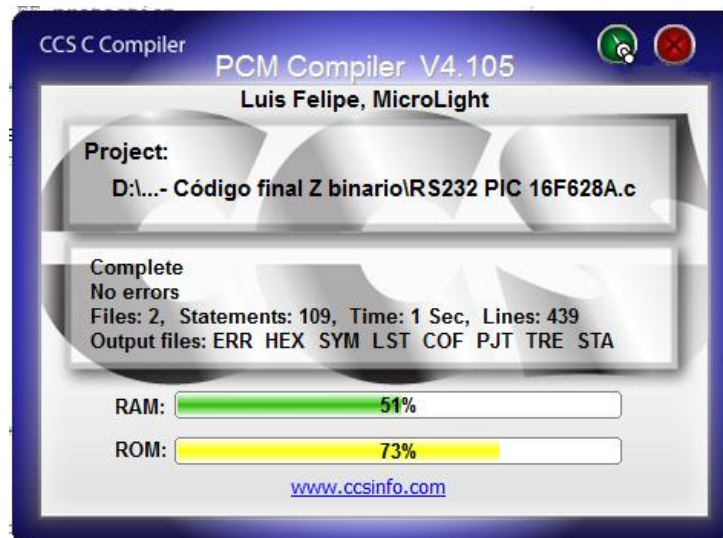 CCS C Compiler
PCM Compiler V4.105
Luis Felipe, MicroLight
Project:
D:\...- Código final Z binario\RS232 PIC 16F628A.c
Complete
No errors
Files: 2, Statements: 109, Time: 1 Sec, Lines: 439
Output files: ERR HEX SYM LST COF PJT TRE STA
RAM: 51%
ROM: 73%
www.ccsinfo.com